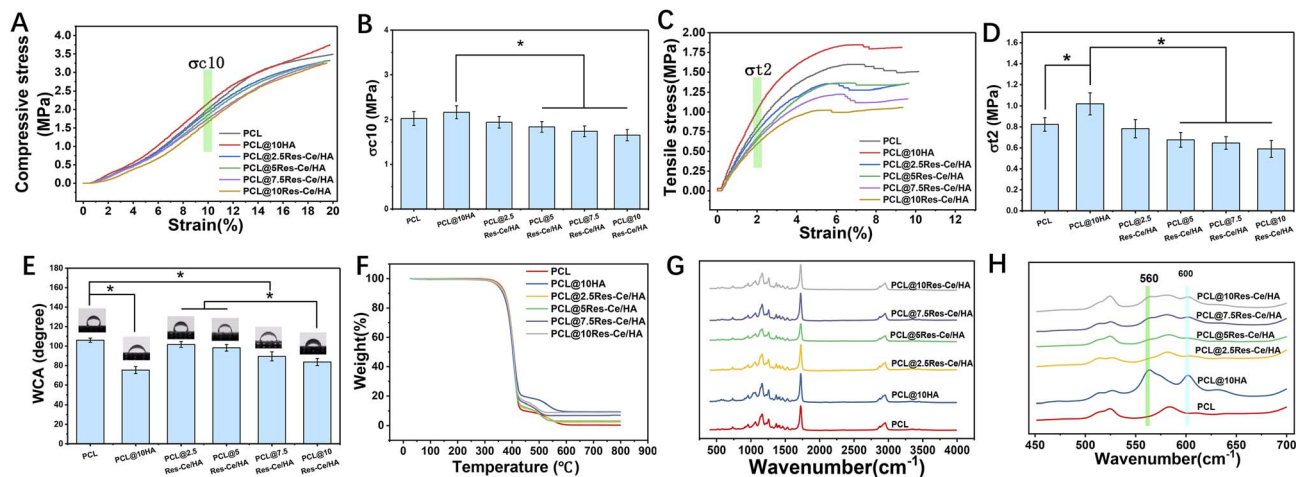 A
Compressive stress
(MPa)
4.0
3.5
3.0
2.5
2.0
1.5
1.0
0.5
0.0
σc10
PCL
PCL@10HA
PCL@2.5Res-Ce/HA
PCL@5Res-Ce/HA
PCL@7.5Res-Ce/HA
PCL@10Res-Ce/HA
0 2 4 6 8 10 12 14 16 18 20
Strain(%)
B
σc10 (MPa)
3.5
3.0
2.5
2.0
1.5
1.0
0.5
0.0
*
PCL
PCL@10HA
PCL@2.5
Res-Ce/HA
PCL@5
Res-Ce/HA
PCL@7.5
Res-Ce/HA
PCL@10
Res-Ce/HA
C
Tensile stress(MPa)
2.00
1.75
1.50
1.25
1.00
0.75
0.50
0.25
0.00
σt2
PCL
PCL@10HA
PCL@2.5Res-Ce/HA
PCL@5Res-Ce/HA
PCL@7.5Res-Ce/HA
PCL@10Res-Ce/HA
0 2 4 6 8 10 12
Strain(%)
D
σt2 (MPa)
1.6
1.4
1.2
1.0
0.8
0.6
0.4
0.2
0.0
*
*
PCL
PCL@10HA
PCL@2.5
Res-Ce/HA
PCL@5
Res-Ce/HA
PCL@7.5
Res-Ce/HA
PCL@10
Res-Ce/HA
E
WCA (degree)
180
160
140
120
100
80
60
40
20
0
*
*
*
PCL
PCL@10HA
PCL@2.5
Res-Ce/HA
PCL@5
Res-Ce/HA
PCL@7.5
Res-Ce/HA
PCL@10
Res-Ce/HA
F
Weight(%)
100
80
60
40
20
0
PCL
PCL@10HA
PCL@2.5Res-Ce/HA
PCL@5Res-Ce/HA
PCL@7.5Res-Ce/HA
PCL@10Res-Ce/HA
0 100 200 300 400 500 600 700 800 900
Temperature (℃)
G
PCL@10Res-Ce/HA
PCL@7.5Res-Ce/HA
PCL@5Res-Ce/HA
PCL@2.5Res-Ce/HA
PCL@10HA
PCL
500 1000 1500 2000 2500 3000 3500 4000
Wavenumber(cm-1)
H
560
600
PCL@10Res-Ce/HA
PCL@7.5Res-Ce/HA
PCL@5Res-Ce/HA
PCL@2.5Res-Ce/HA
PCL@10HA
PCL
450 500 550 600 650 700
Wavenumber(cm-1)